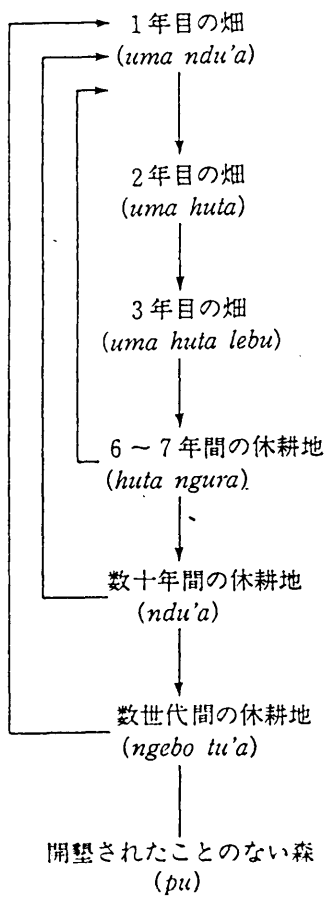 1年目の畑
(uma ndu'a)
2年目の畑
(uma huta)
3年目の畑
(uma huta lebu)
6~7年間の休耕地
(huta ngura)
数十年間の休耕地
(ndu'a)
数世代間の休耕地
(ngebo tu'a)
開墾されたことのない森
(pu)